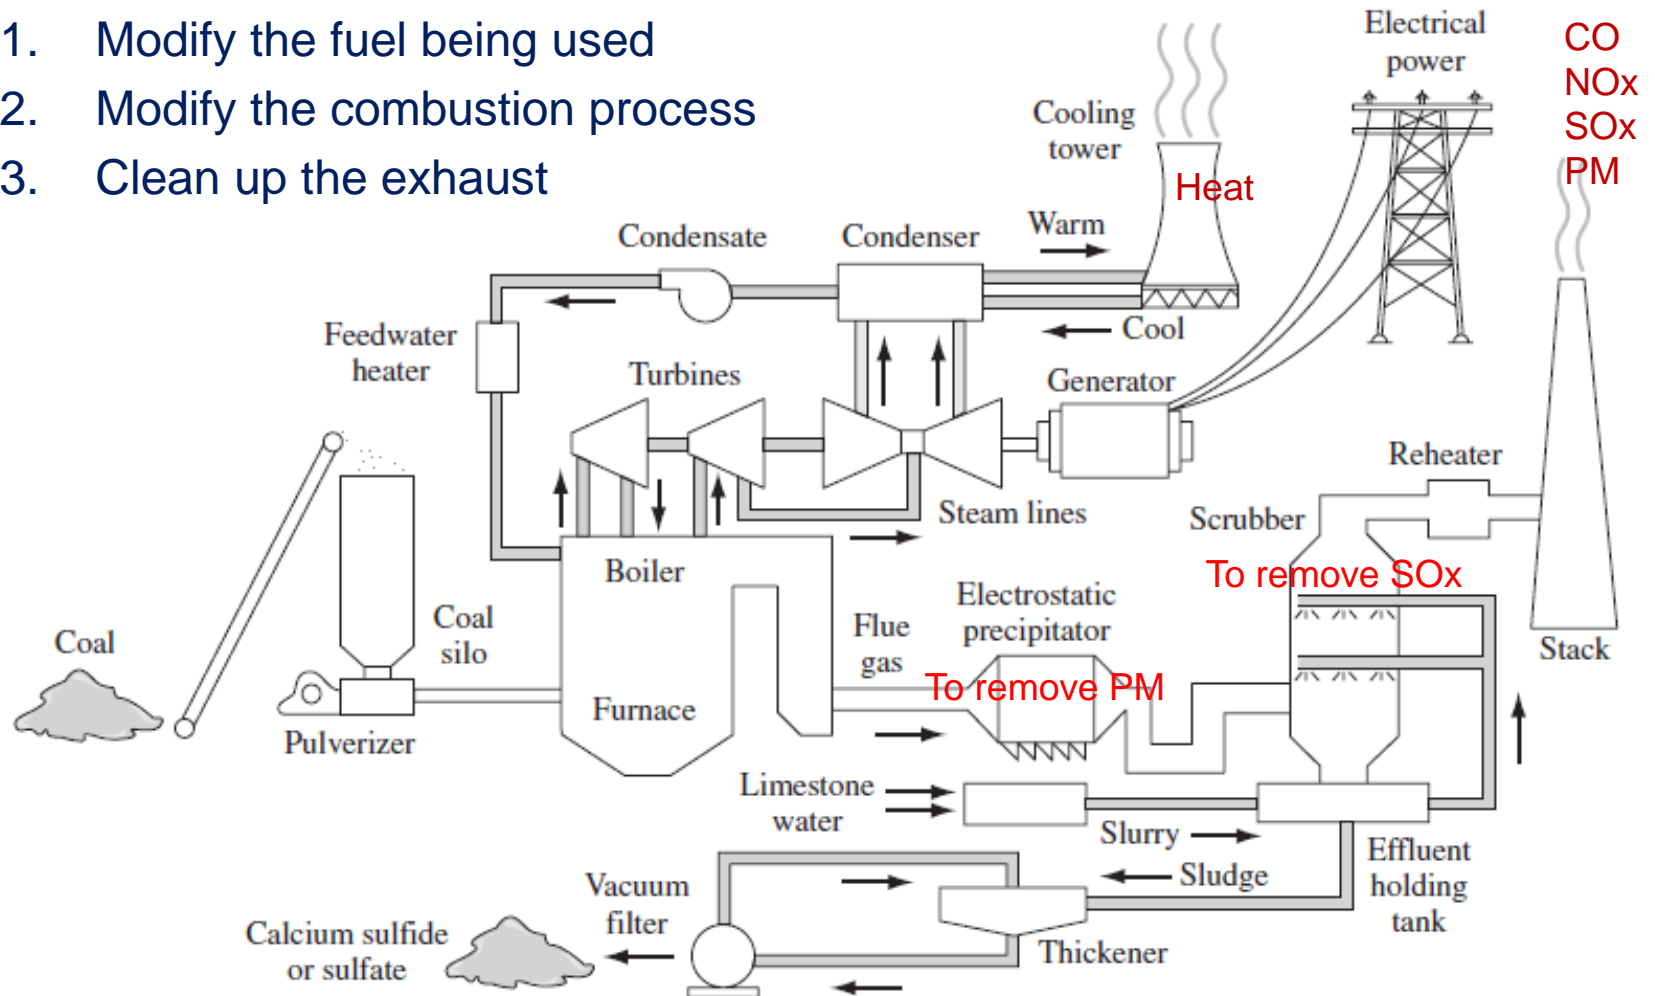 1. Modify the fuel being used
2. Modify the combustion process
3. Clean up the exhaust
Electrical
power
CO
NOx
SOx
PM
Cooling
tower
Heat
Warm
Condensate
Condenser
Cool
Feedwater
heater
Turbines
Generator
Reheater
Steam lines
Scrubber
To remove SOx
Boiler
Electrostatic
precipitator
Coal
Coal
silo
Flue
gas
To remove PM
Stack
Furnace
Pulverizer
Limestone
water
Slurry
Effluent
holding
tank
Sludge
Vacuum
filter
Calcium sulfide
or sulfate
Thickener